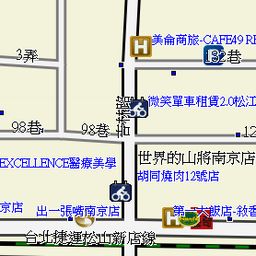 美侖商旅-CAFE49 RE
132巷
3弄
微笑單車租賃2.0松江
98巷
98巷
49 12
世界的山將南京店
EXCELLENCE醫療美學
胡同燒肉12號店
京店
出一張嘴南京店
第一大飯店-敘香
台北捷運松山新店線